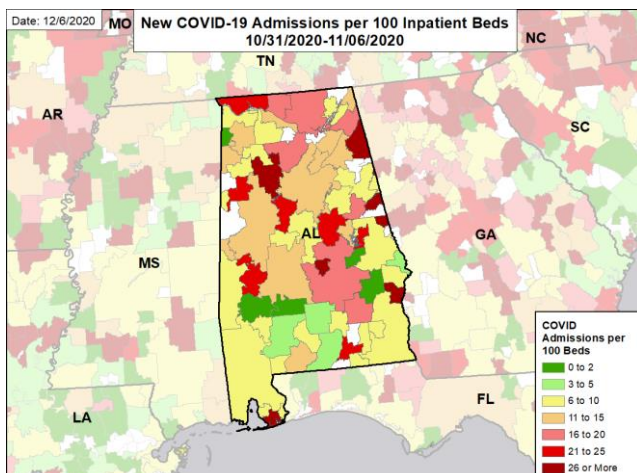 Date: 12/6/2020
New COVID-19 Admissions per 100 Inpatient Beds
10/31/2020-11/06/2020
MO
TN
NC
AR
SC
MS
AL
GA
LA
FL
COVID
Admissions per
100 Beds
0 to 2
3 to 5
6 to 10
11 to 15
16 to 20
21 to 25
26 or More